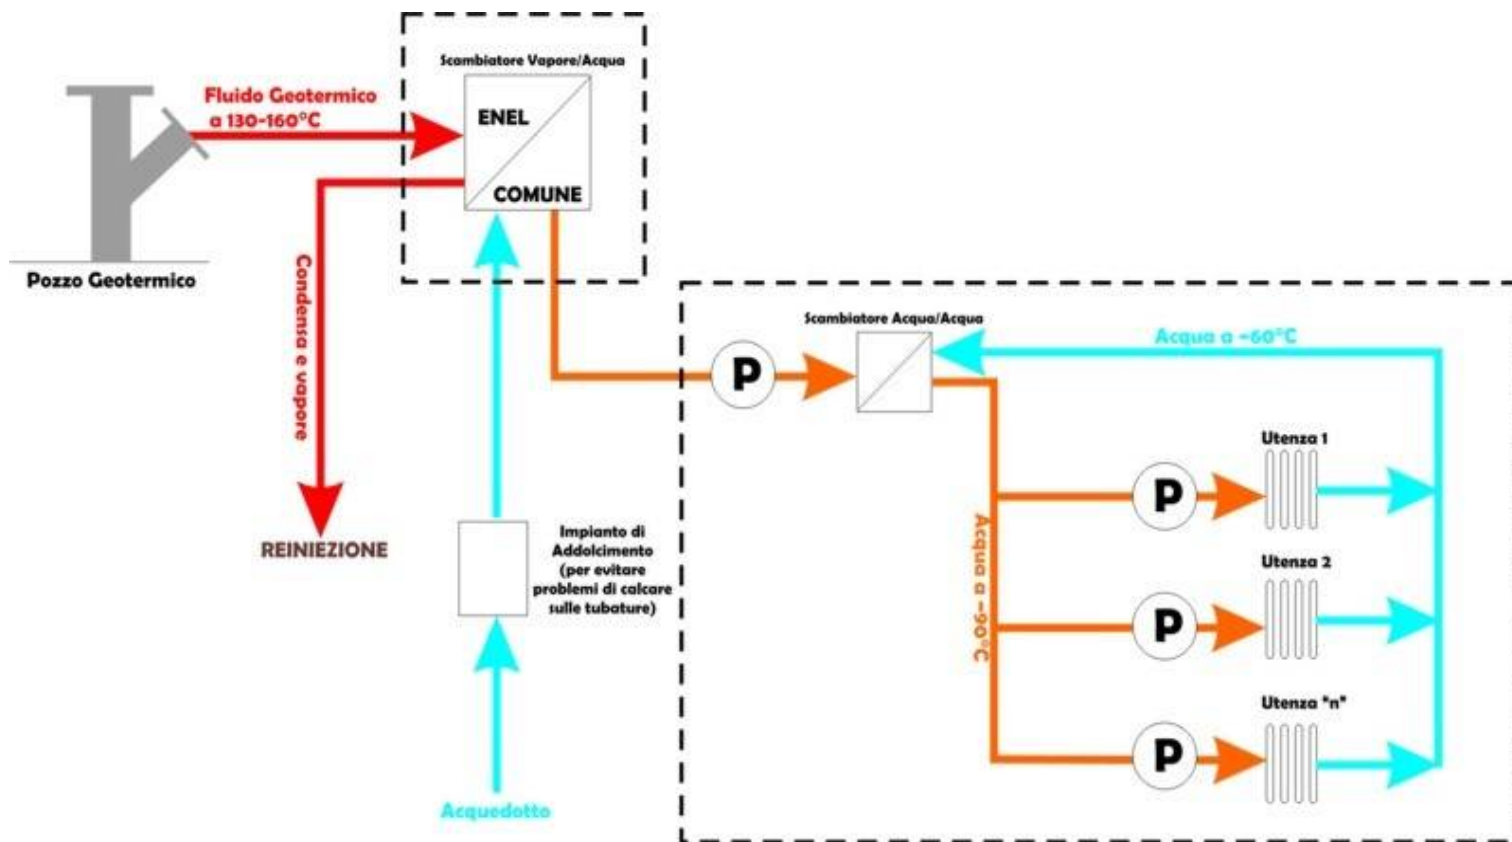 Scambiatore Vapore/Acqua
Fluido Geotermico
a 130-160°C
ENEL
COMUNE
Pozzo Geotermico
Condensa e vapore
REINIEZIONE
Impianto di
Addolcimento
(per evitare
problemi di calcare
sulle tubature)
Acquedotto
Scambiatore Acqua/Acqua
Acqua a ~60°C
P
Acqua a ~90°C
Utenza 1
P
Utenza 2
P
Utenza "n"
P